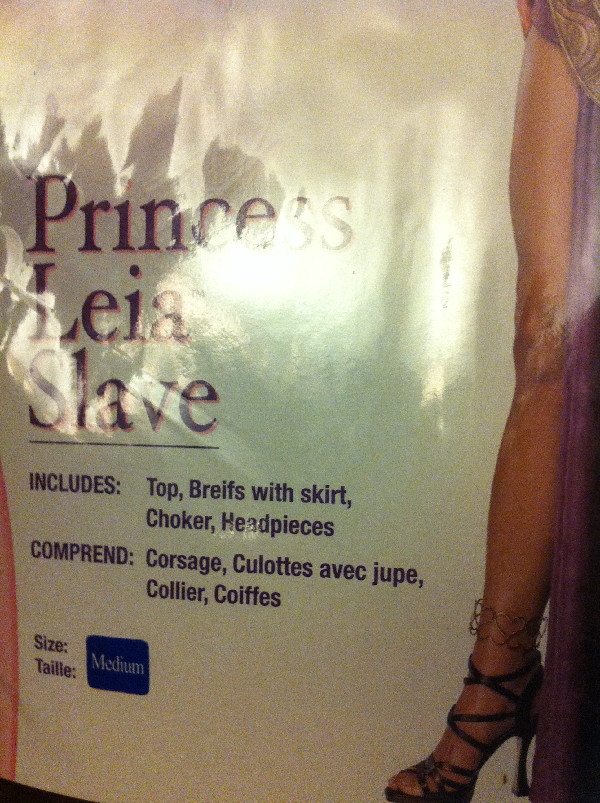 Princess
Leia™
Slave
INCLUDES: Top, Breifs with skirt,
Choker, Headpieces
COMPREND: Corsage, Culottes avec jupe,
Collier, Coiffes
Size:
Taille:
Medium